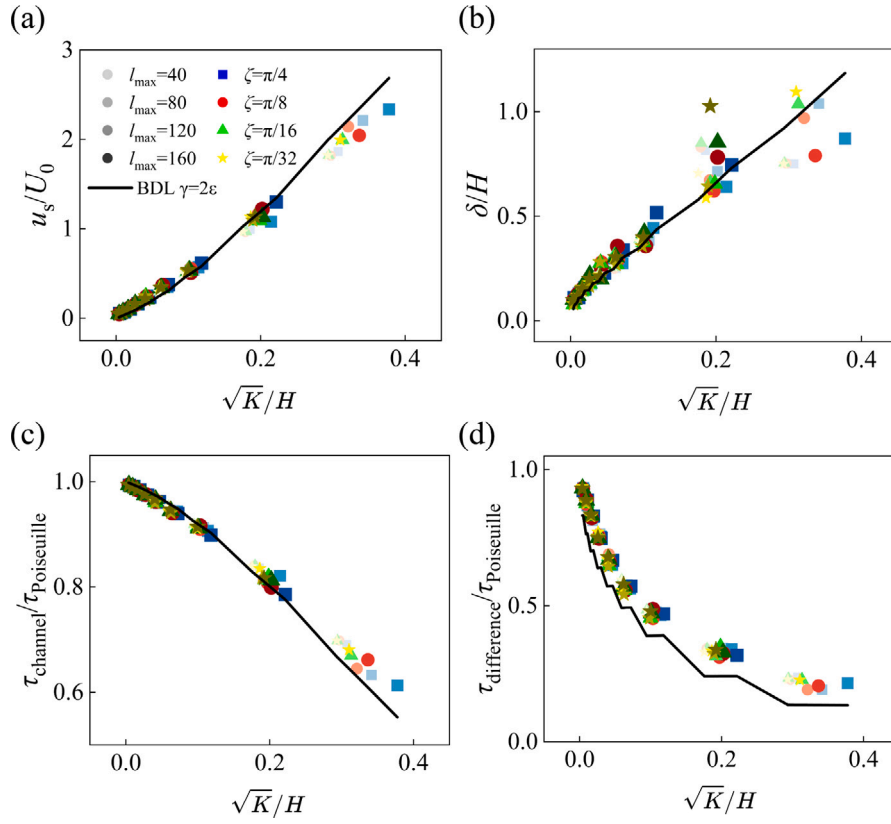 (a)
3
2
1
0
u_s/U_0
l_max=40
l_max=80
l_max=120
l_max=160
ζ=π/4
ζ=π/8
ζ=π/16
ζ=π/32
BDL γ=2ε
0.0 0.2 0.4
√K/H
(b)
1.0
0.5
0.0
δ/H
0.0 0.2 0.4
√K/H
(c)
1.0
0.8
0.6
τ_channel/τ_Poiseuille
0.0 0.2 0.4
√K/H
(d)
1.0
0.5
0.0
τ_difference/τ_Poiseuille
0.0 0.2 0.4
√K/H